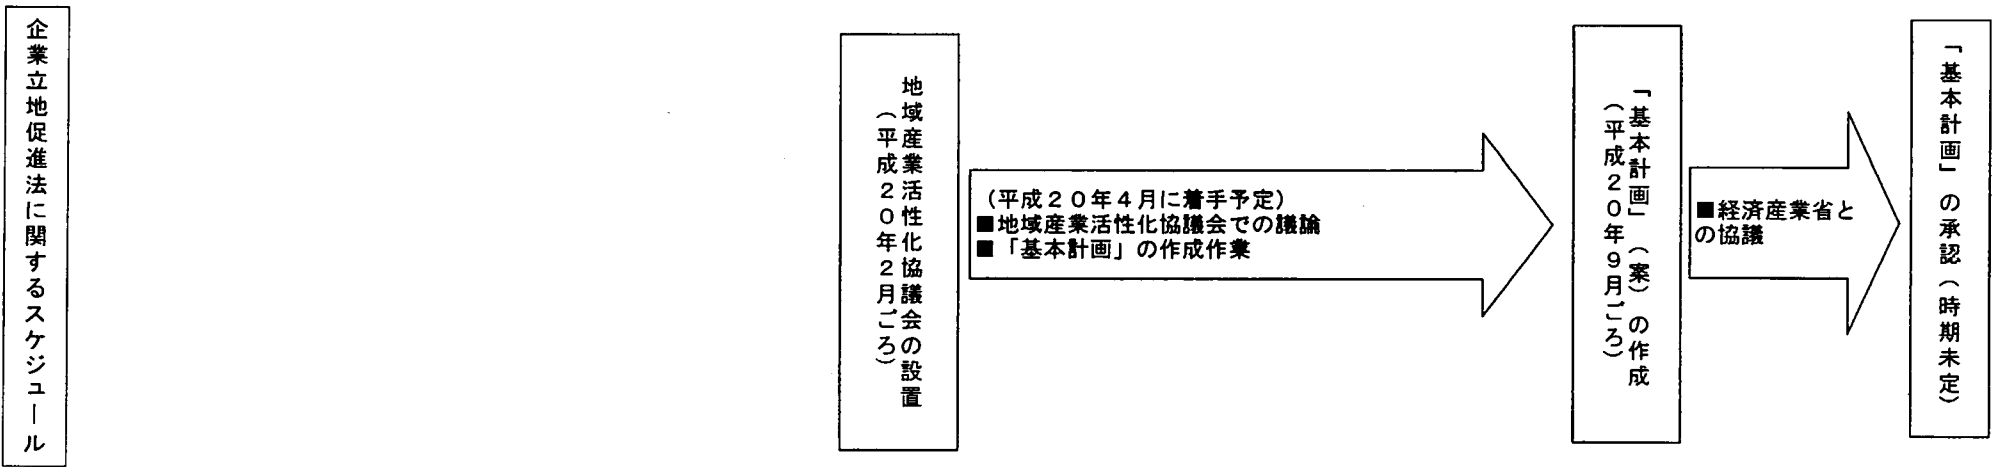 企業立地促進法に関するスケジュール
地域産業活性化協議会の設置
（平成２０年２月ごろ）
（平成２０年４月に着手予定）
■地域産業活性化協議会での議論
■「基本計画」の作成作業
「基本計画」（案）の作成
（平成２０年９月ごろ）
■経済産業省と
の協議
「基本計画」の承認（時期未定）